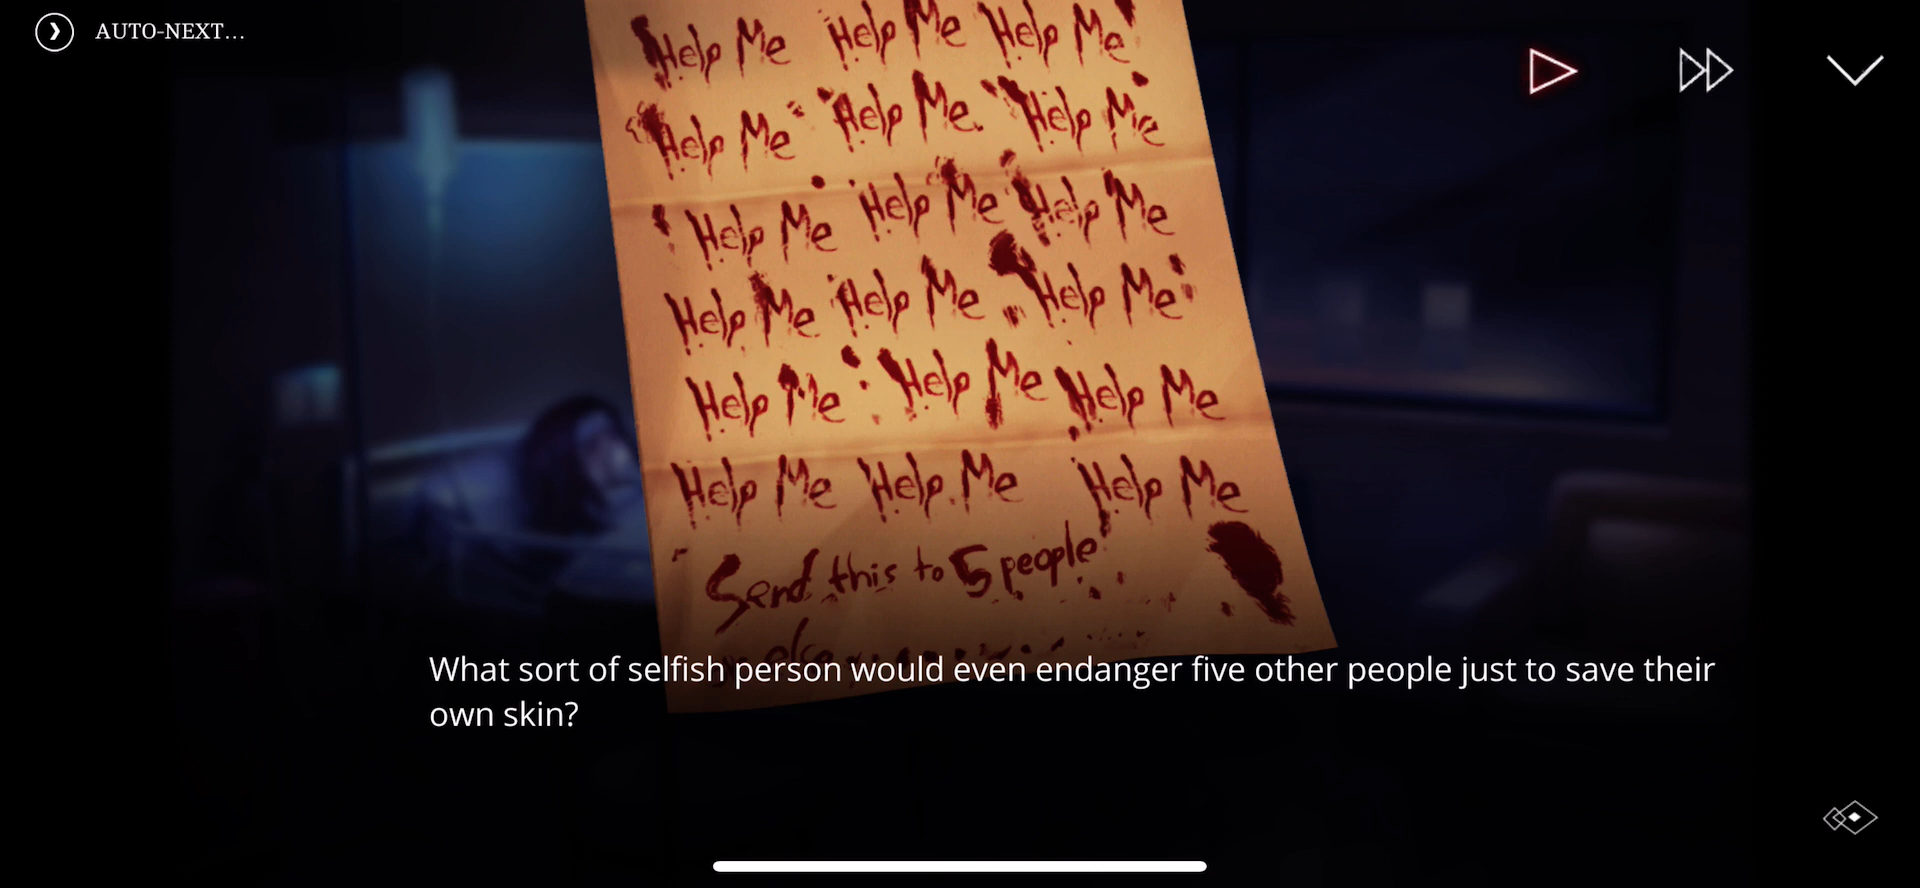 AUTO-NEXT...
Help Me Help Me Help Me
Help Me Help Me. Help Me
Help Me Help Me Help Me
Help Me Help Me Help Me
Help Me Help Me Help Me
Help Me Help Me Help Me
Send this to 5 people
else
What sort of selfish person would even endanger five other people just to save their
own skin?